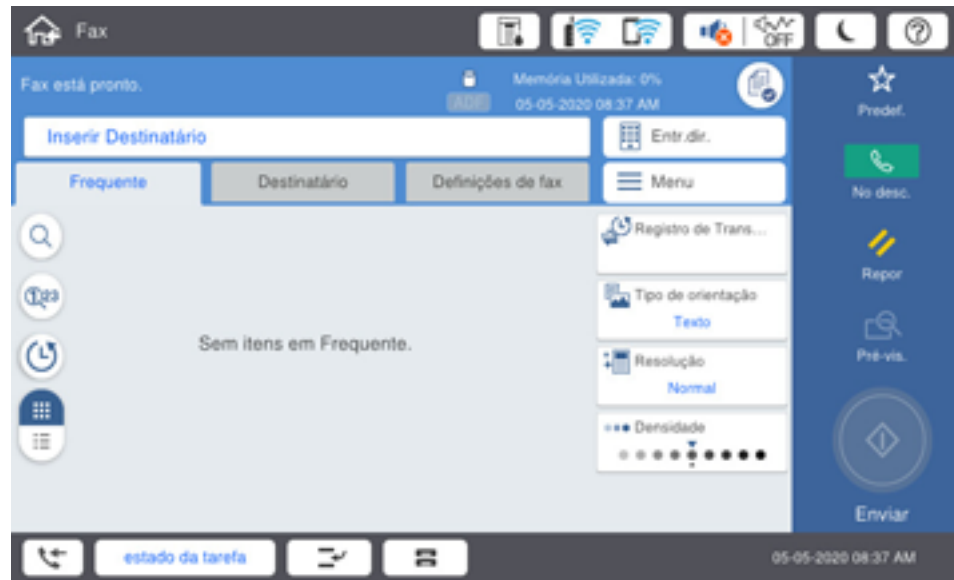 Fax
OFF
Fax está pronto.
Memória Utilizada: 0%
ADF
05-05-2020 08:37 AM
Predef.
Inserir Destinatário
Entr.dir.
Frequente
Destinatário
Definições de fax
Menu
No desc.
Registro de Trans...
Repor
123
Tipo de orientação
Texto
Sem itens em Frequente.
Resolução
Normal
Pré-vis.
Densidade
Enviar
estado da tarefa
05-05-2020 08:37 AM